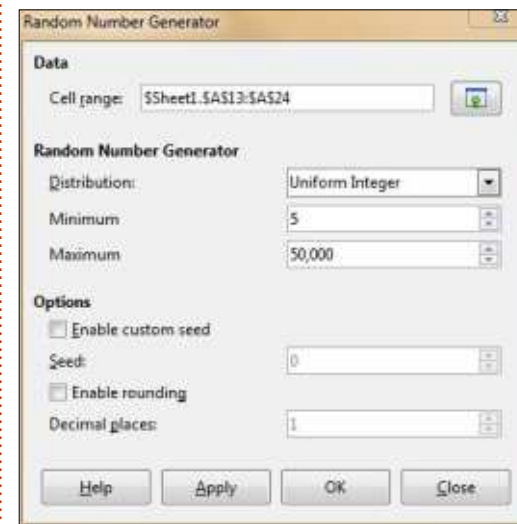 Random Number Generator
Data
Cell range: $Sheet1.$A$13:$A$24
Random Number Generator
Distribution: Uniform Integer
Minimum 5
Maximum 50,000
Options
Enable custom seed
Seed: 0
Enable rounding
Decimal places: 1
Help Apply OK Close